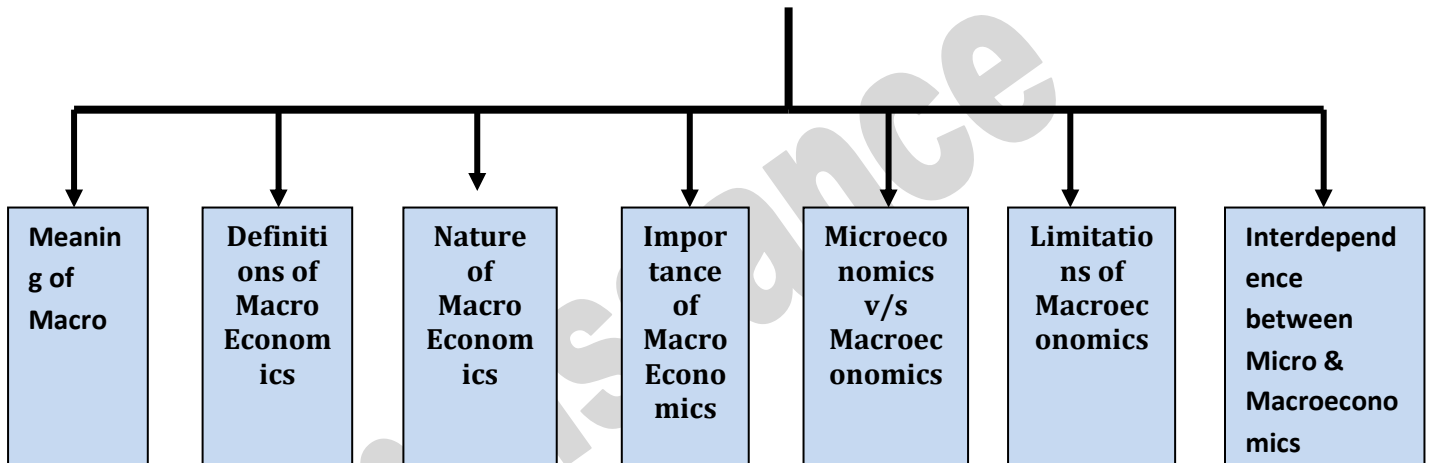 Meanin
g of
Macro
Definiti
ons of
Macro
Econom
ics
Nature
of
Macro
Econom
ics
Impor
tance
of
Macro
Econo
mics
Microeco
nomics
v/s
Macroec
onomics
Limitatio
ns of
Macroec
onomics
Interdepend
ence
between
Micro &
Macroecono
mics